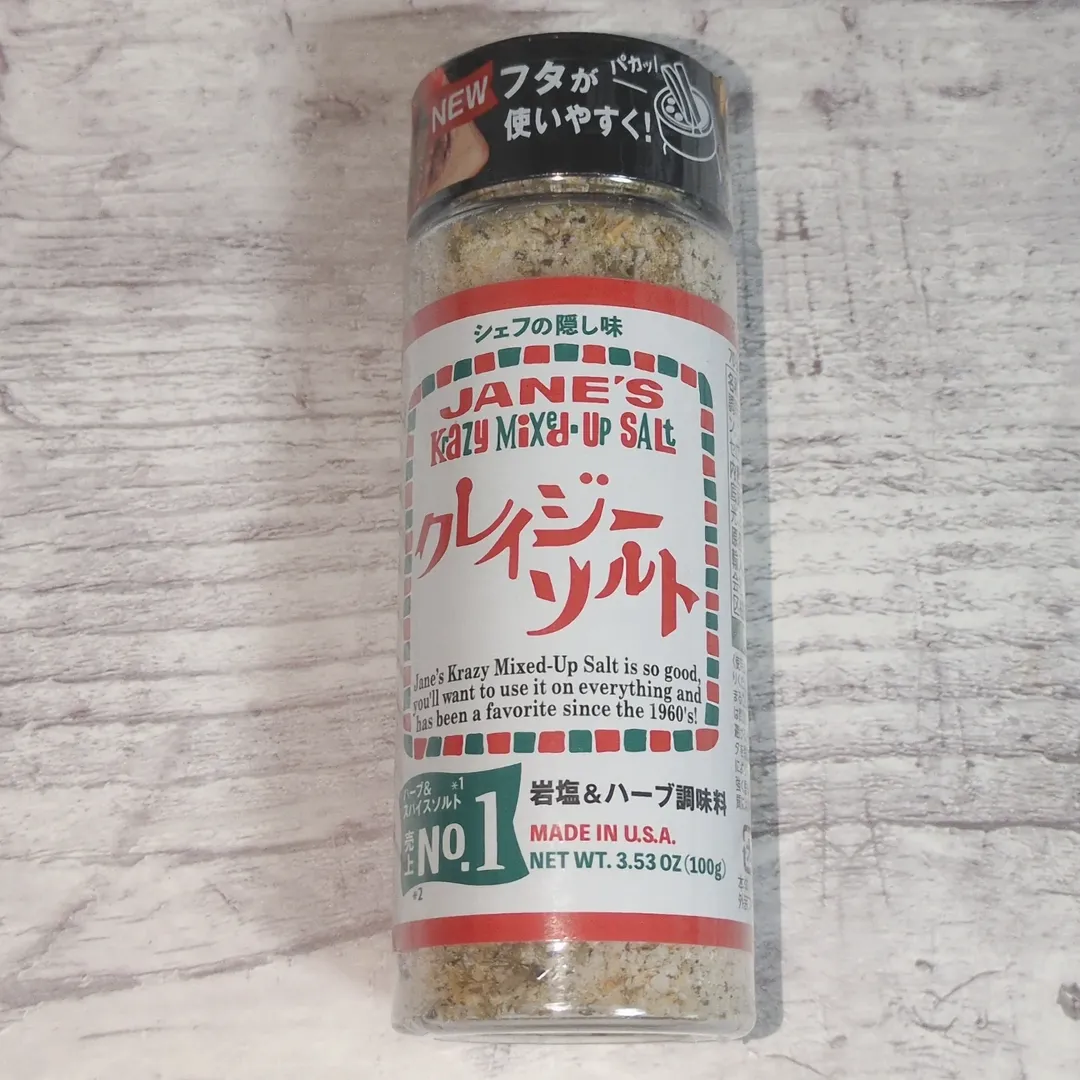 NEW
フタが
使いやすく!
パカッ!
シェフの隠し味
JANE'S
Krazy Mixed-Up SALt
クレイジー
ソルト
Jane's Krazy Mixed-Up Salt is so good,
you'll want to use it on everything and
has been a favorite since the 1960's!
ハーブ& *1
スパイスソルト
売上
No.1
*2
岩塩&ハーブ調味料
MADE IN U.S.A.
NET WT. 3.53 OZ (100g)